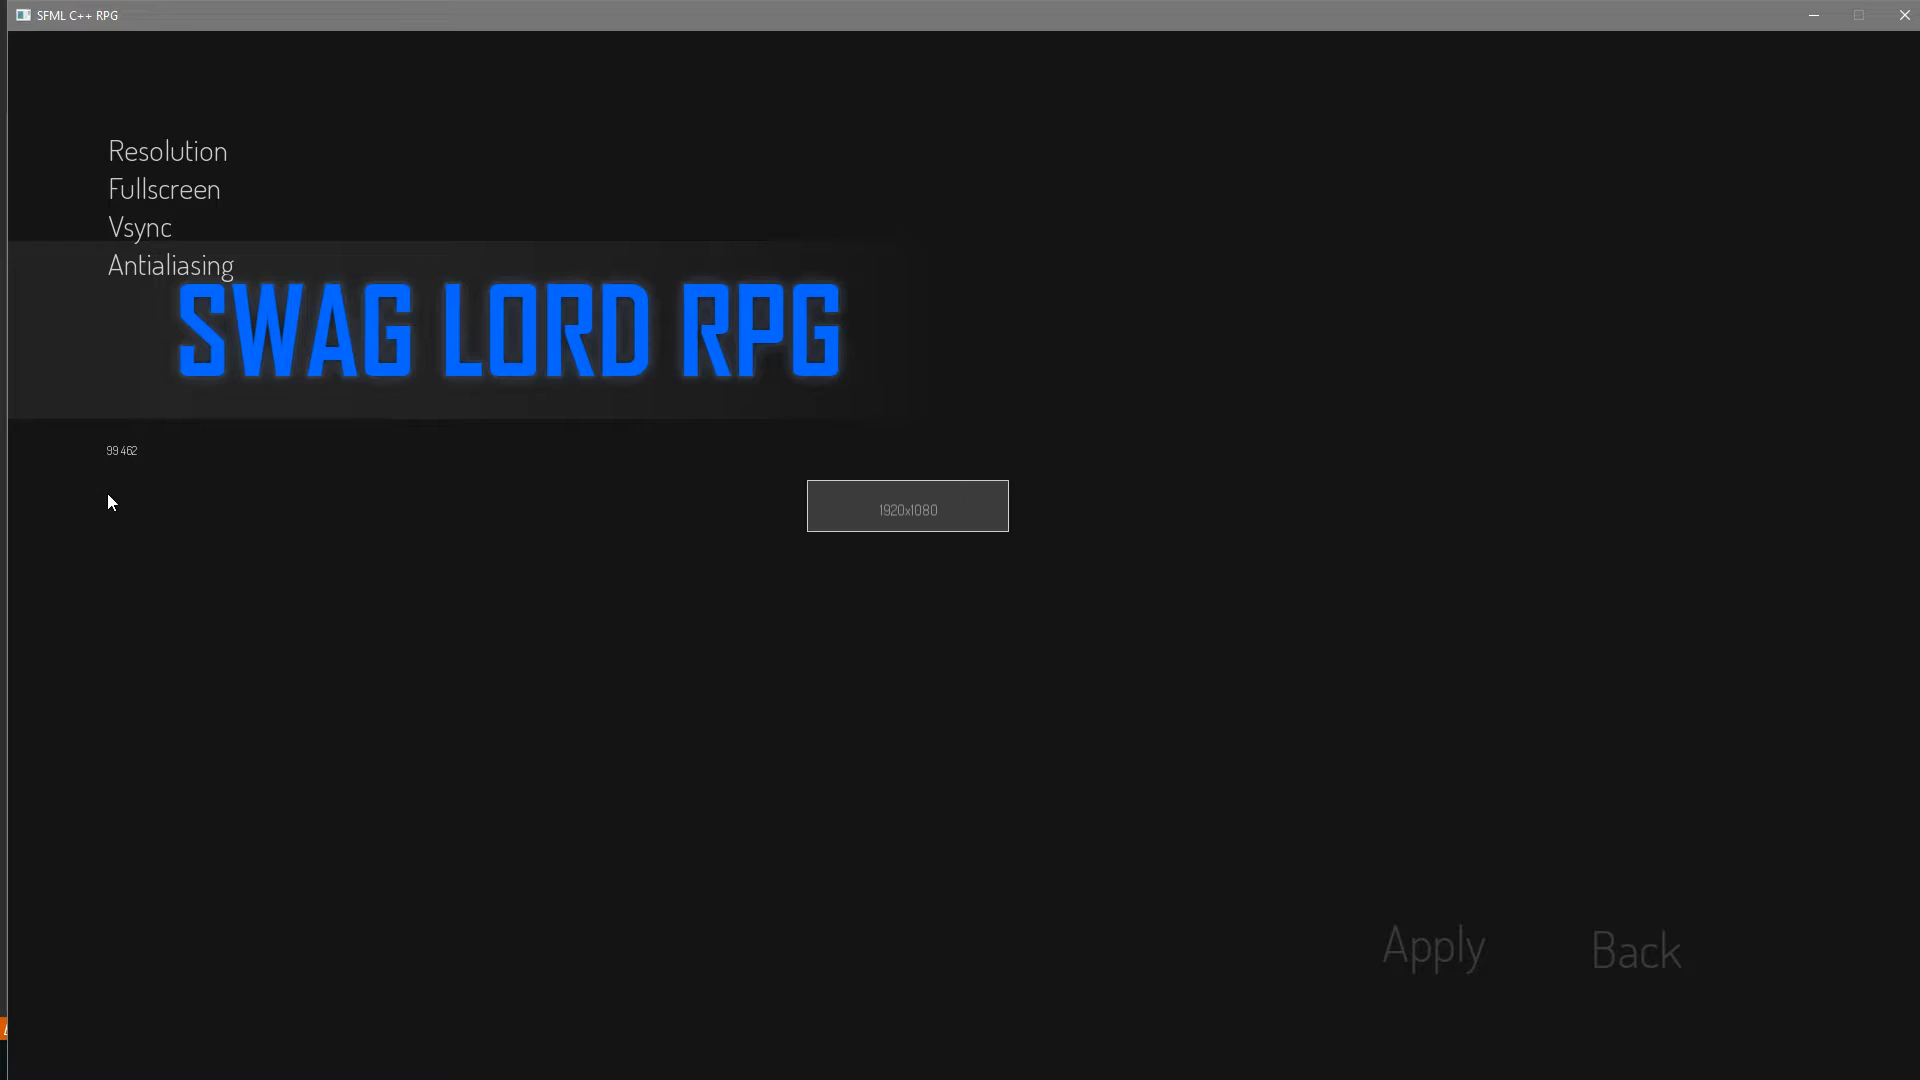 SFML C++ RPG
Resolution
Fullscreen
Vsync
Antialiasing
SWAG LORD RPG
99 462
1920x1080
Apply
Back